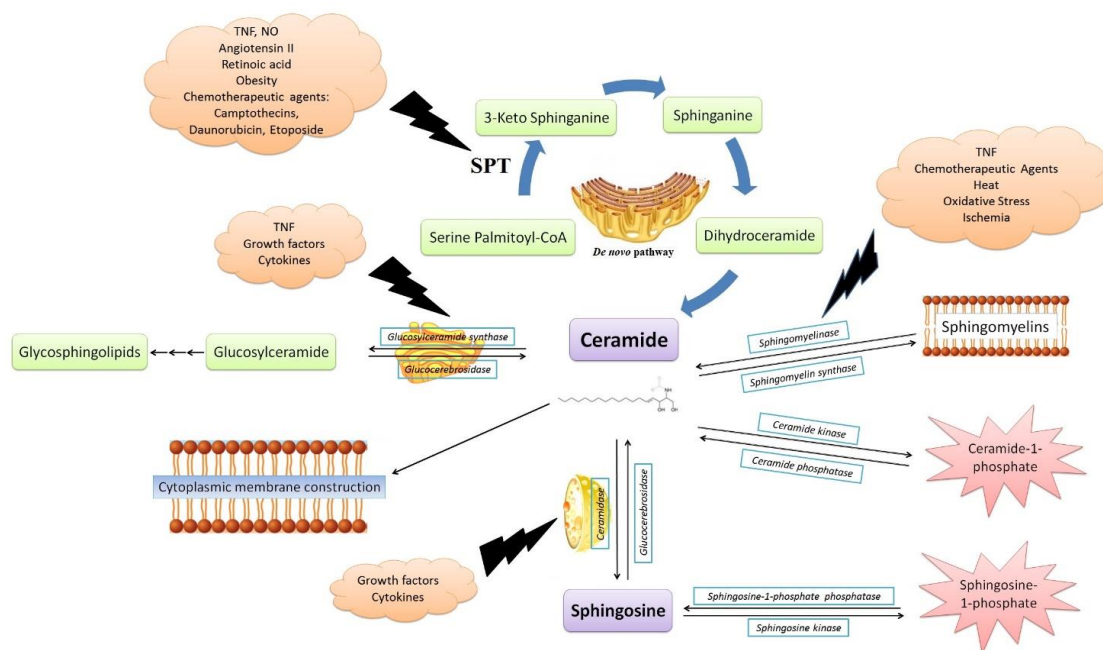 TNF, NO
Angiotensin II
Retinoic acid
Obesity
Chemotherapeutic agents:
Camptothecins,
Daunorubicin, Etoposide
3-Keto Sphinganine
Sphinganine
SPT
TNF
Chemotherapeutic Agents
Heat
Oxidative Stress
Ischemia
TNF
Growth factors
Cytokines
Serine Palmitoyl-CoA
De novo pathway
Dihydroceramide
Glycosphingolipids
Glucosylceramide
Glucosylceramide synthase
Glucocerebrosidase
Ceramide
Sphingomyelinase
Sphingomyelin synthase
Sphingomyelins
O
NH
OH
OH
Ceramide kinase
Ceramide phosphatase
Ceramide-1-
phosphate
Cytoplasmic membrane construction
Ceramidase
Glucocerebrosidase
Growth factors
Cytokines
Sphingosine
Sphingosine-1-phosphate phosphatase
Sphingosine kinase
Sphingosine-
1-phosphate